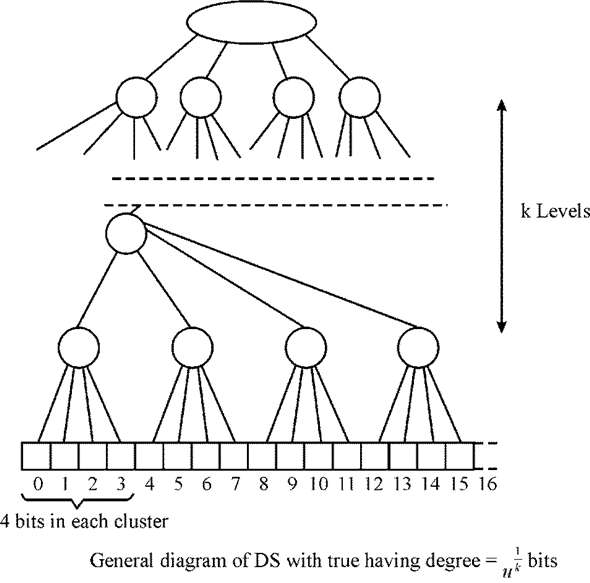 k Levels
0 1 2 3 4 5 6 7 8 9 10 11 12 13 14 15 16
4 bits in each cluster
General diagram of DS with true having degree = u^{1/k} bits